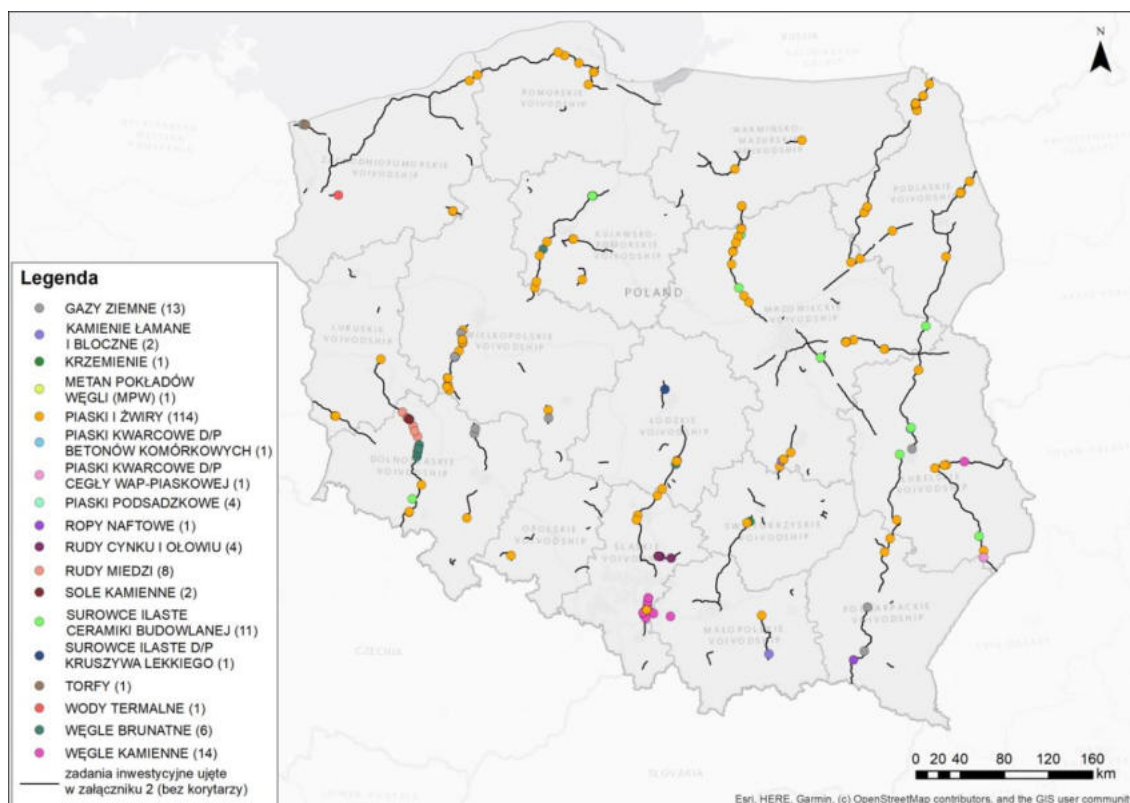 RUSSIA
N
POMORSKIE
VOIVODSHIP
WARMIŃSKO-
MAZURSKIE
VOIVODSHIP
ZACHODNIOPOMORSKIE
VOIVODSHIP
PODLASKIE
VOIVODSHIP
KUJAWSKO-
POMORSKIE
VOIVODSHIP
POLAND
MAZOWIECKIE
VOIVODSHIP
LUBUSKIE
VOIVODSHIP
WIELKOPOLSKIE
VOIVODSHIP
ŁÓDZKIE
VOIVODSHIP
DOLNOŚLĄSKIE
VOIVODSHIP
LUBELSKIE
VOIVODSHIP
OPOLSKIE
VOIVODSHIP
ŚWIĘTOKRZYSKIE
VOIVODSHIP
ŚLĄSKIE
VOIVODSHIP
PODKARPACKIE
VOIVODSHIP
MAŁOPOLSKIE
VOIVODSHIP
CZECHIA
SLOVAKIA
Legenda
GAZY ZIEMNE (13)
KAMIENIE ŁAMANE
I BLOCZNE (2)
KRZEMIENIE (1)
METAN POKŁADÓW
WĘGLI (MPW) (1)
PIASKI I ŻWIRY (114)
PIASKI KWARCOWE D/P
BETONÓW KOMÓRKOWYCH (1)
PIASKI KWARCOWE D/P
CEGŁY WAP-PIASKOWEJ (1)
PIASKI PODSADZKOWE (4)
ROPY NAFTOWE (1)
RUDY CYNKU I OŁOWIU (4)
RUDY MIEDZI (8)
SOLE KAMIENNE (2)
SUROWCE ILASTE
CERAMIKI BUDOWLANEJ (11)
SUROWCE ILASTE D/P
KRUSZYWA LEKKIEGO (1)
TORFY (1)
WODY TERMALNE (1)
WĘGLE BRUNATNE (6)
WĘGLE KAMIENNE (14)
zadania inwestycyjne ujęte
w załączniku 2 (bez korytarzy)
0 20 40 80 120 160
km
Esri, HERE, Garmin, (c) OpenStreetMap contributors, and the GIS user community